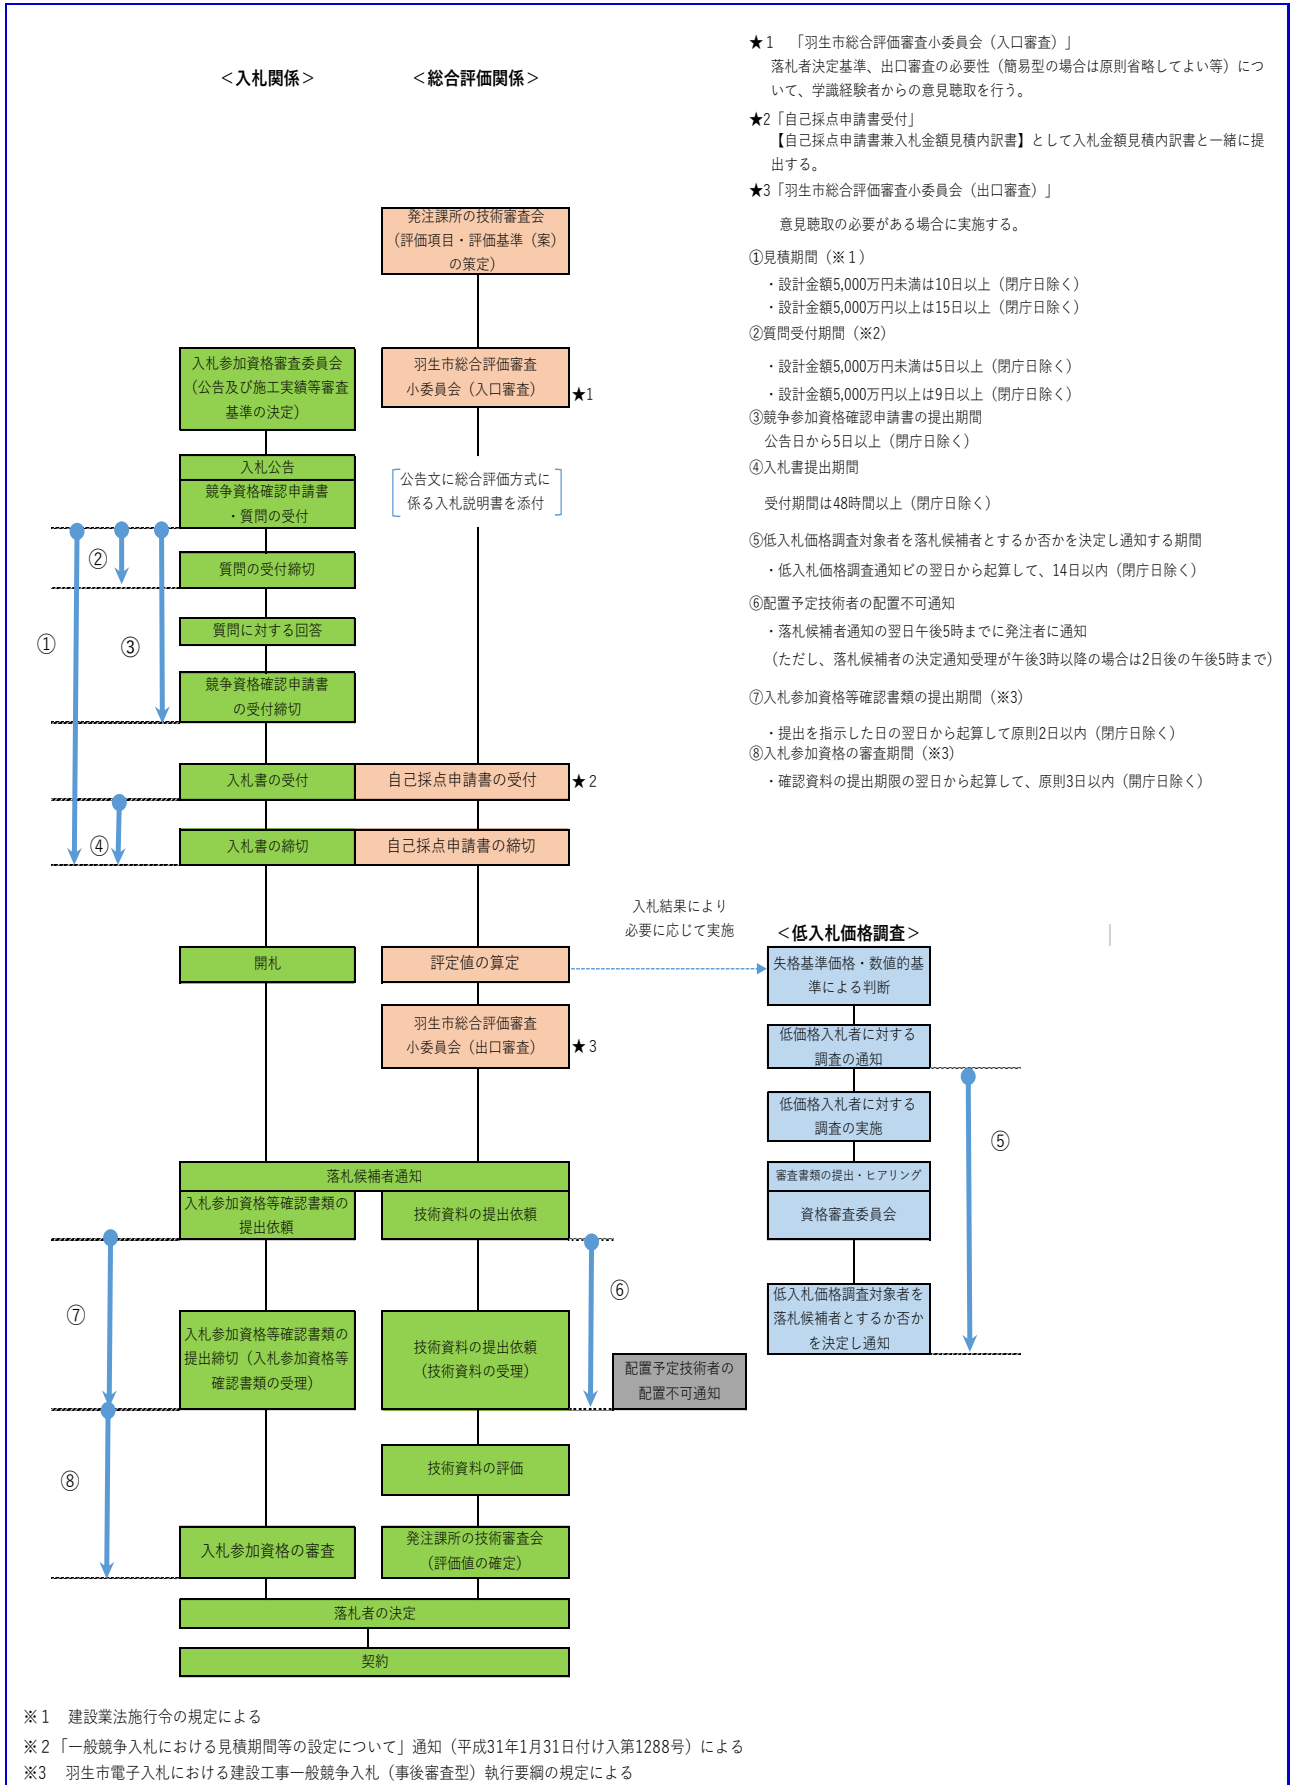 ＜入札関係＞
＜総合評価関係＞
★１　「羽生市総合評価審査小委員会（入口審査）」
落札者決定基準、出口審査の必要性（簡易型の場合は原則省略してよい等）につ
いて、学識経験者からの意見聴取を行う。
★2「自己採点申請書受付」
【自己採点申請書兼入札金額見積内訳書】として入札金額見積内訳書と一緒に提
出する。
★3「羽生市総合評価審査小委員会（出口審査）」
意見聴取の必要がある場合に実施する。
①見積期間（※１）
・設計金額5,000万円未満は10日以上（閉庁日除く）
・設計金額5,000万円以上は15日以上（閉庁日除く）
②質問受付期間（※2）
・設計金額5,000万円未満は5日以上（閉庁日除く）
・設計金額5,000万円以上は9日以上（閉庁日除く）
③競争参加資格確認申請書の提出期間
公告日から5日以上（閉庁日除く）
④入札書提出期間
受付期間は48時間以上（閉庁日除く）
⑤低入札価格調査対象者を落札候補者とするか否かを決定し通知する期間
・低入札価格調査通知ピの翌日から起算して、14日以内（閉庁日除く）
⑥配置予定技術者の配置不可通知
・落札候補者通知の翌日午後5時までに発注者に通知
（ただし、落札候補者の決定通知受理が午後3時以降の場合は2日後の午後5時まで）
⑦入札参加資格等確認書類の提出期間（※3）
・提出を指示した日の翌日から起算して原則2日以内（閉庁日除く）
⑧入札参加資格の審査期間（※3）
・確認資料の提出期限の翌日から起算して、原則3日以内（開庁日除く）
発注課所の技術審査会
（評価項目・評価基準（案）
の策定）
入札参加資格審査委員会
（公告及び施工実績等審査
基準の決定）
羽生市総合評価審査
小委員会（入口審査）
★1
入札公告
競争資格確認申請書
・質問の受付
公告文に総合評価方式に
係る入札説明書を添付
②
質問の受付締切
①
③
質問に対する回答
競争資格確認申請書
の受付締切
入札書の受付
自己採点申請書の受付
★２
④
入札書の締切
自己採点申請書の締切
入札結果により
必要に応じて実施
＜低入札価格調査＞
開札
評定値の算定
失格基準価格・数値的基
準による判断
羽生市総合評価審査
小委員会（出口審査）
★３
低価格入札者に対する
調査の通知
低価格入札者に対する
調査の実施
⑤
審査書類の提出・ヒアリング
資格審査委員会
落札候補者通知
入札参加資格等確認書類の
提出依頼
技術資料の提出依頼
⑥
⑦
低入札価格調査対象者を
落札候補者とするか否か
を決定し通知
入札参加資格等確認書類の
提出締切（入札参加資格等
確認書類の受理）
技術資料の提出依頼
（技術資料の受理）
配置予定技術者の
配置不可通知
⑧
技術資料の評価
入札参加資格の審査
発注課所の技術審査会
（評価値の確定）
落札者の決定
契約
※１　建設業法施行令の規定による
※２「一般競争入札における見積期間等の設定について」通知（平成31年1月31日付け入第1288号）による
※3　羽生市電子入札における建設工事一般競争入札（事後審査型）執行要綱の規定による